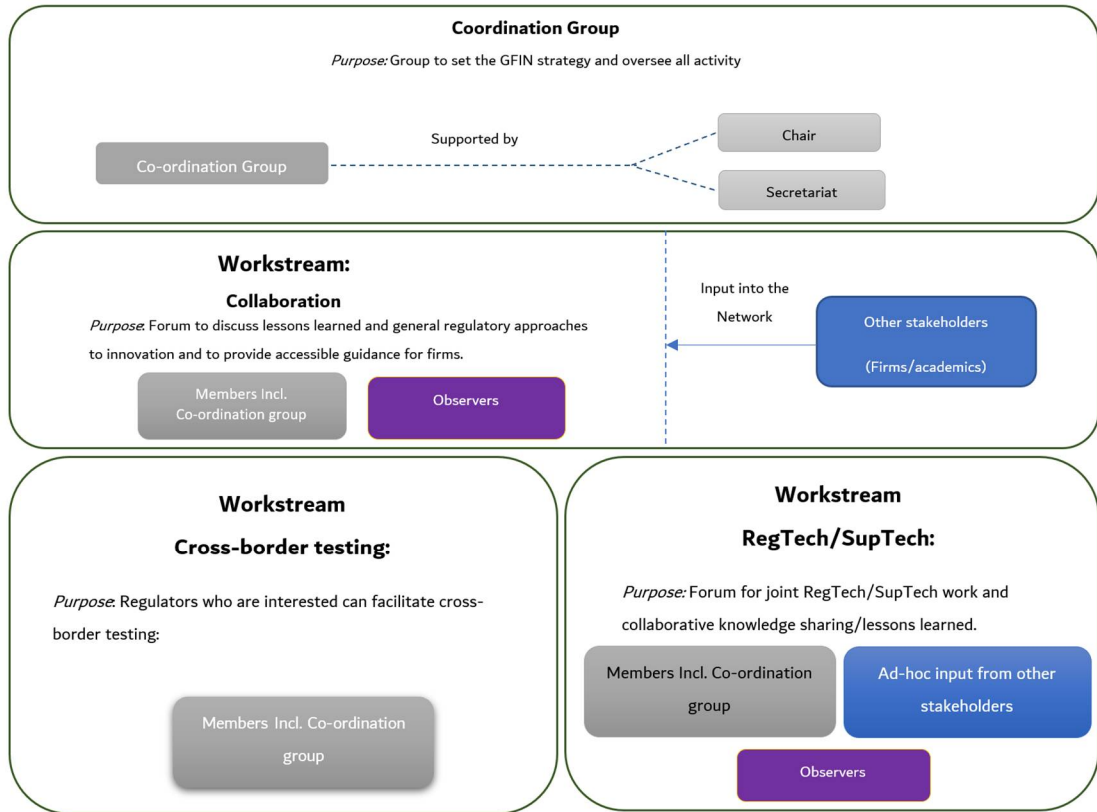 Coordination Group
Purpose: Group to set the GFIN strategy and oversee all activity
Co-ordination Group
Supported by
Chair
Secretariat
Workstream:
Collaboration
Purpose: Forum to discuss lessons learned and general regulatory approaches
to innovation and to provide accessible guidance for firms.
Members Incl.
Co-ordination group
Observers
Input into the
Network
Other stakeholders
(Firms/academics)
Workstream
Cross-border testing:
Purpose: Regulators who are interested can facilitate cross-
border testing:
Members Incl. Co-ordination
group
Workstream
RegTech/SupTech:
Purpose: Forum for joint RegTech/SupTech work and
collaborative knowledge sharing/lessons learned.
Members Incl. Co-ordination
group
Ad-hoc input from other
stakeholders
Observers